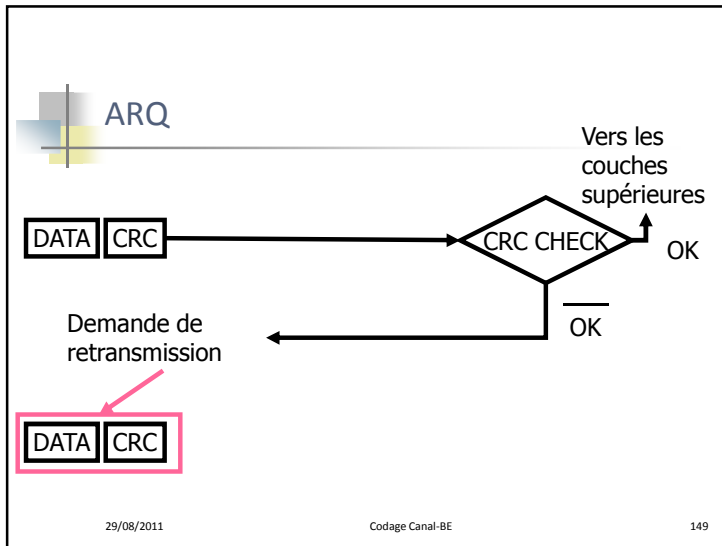 ARQ
Vers les
couches
supérieures
DATA CRC
CRC CHECK
OK
OK
Demande de
retransmission
DATA CRC
29/08/2011 Codage Canal-BE 149